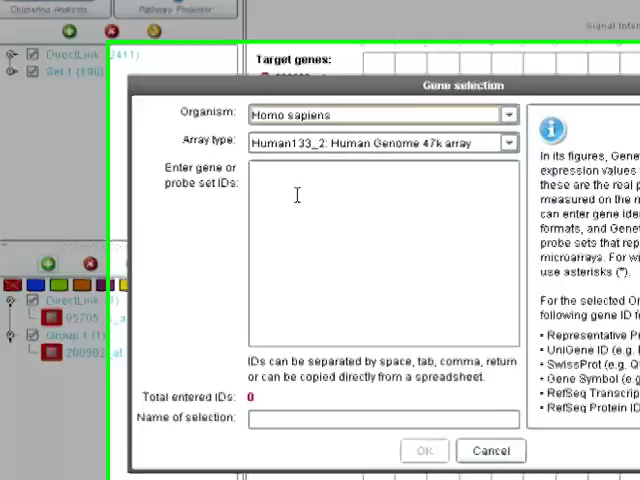 Clustering Analysis
Pathway Projector
Signal Inten
DirectLink (2411)
Set 1 (190)
Target genes:
Gene selection
Organism:
Homo sapiens
Array type:
Human133_2: Human Genome 47k array
Enter gene or
probe set IDs:
IDs can be separated by space, tab, comma, return
or can be copied directly from a spreadsheet.
Total entered IDs: 0
Name of selection:
OK
Cancel
In its figures, Gene
expression values
these are the real p
measured on the m
can enter gene iden
formats, and Genev
probe sets that rep
microarrays. For wi
use asterisks (*).
For the selected Or
following gene ID f
• Representative Pr
• UniGene ID (e.g.
• SwissProt (e.g. Q
• Gene Symbol (e.g
• RefSeq Transcrip
• RefSeq Protein ID
DirectLink (1)
Group 1 (1)